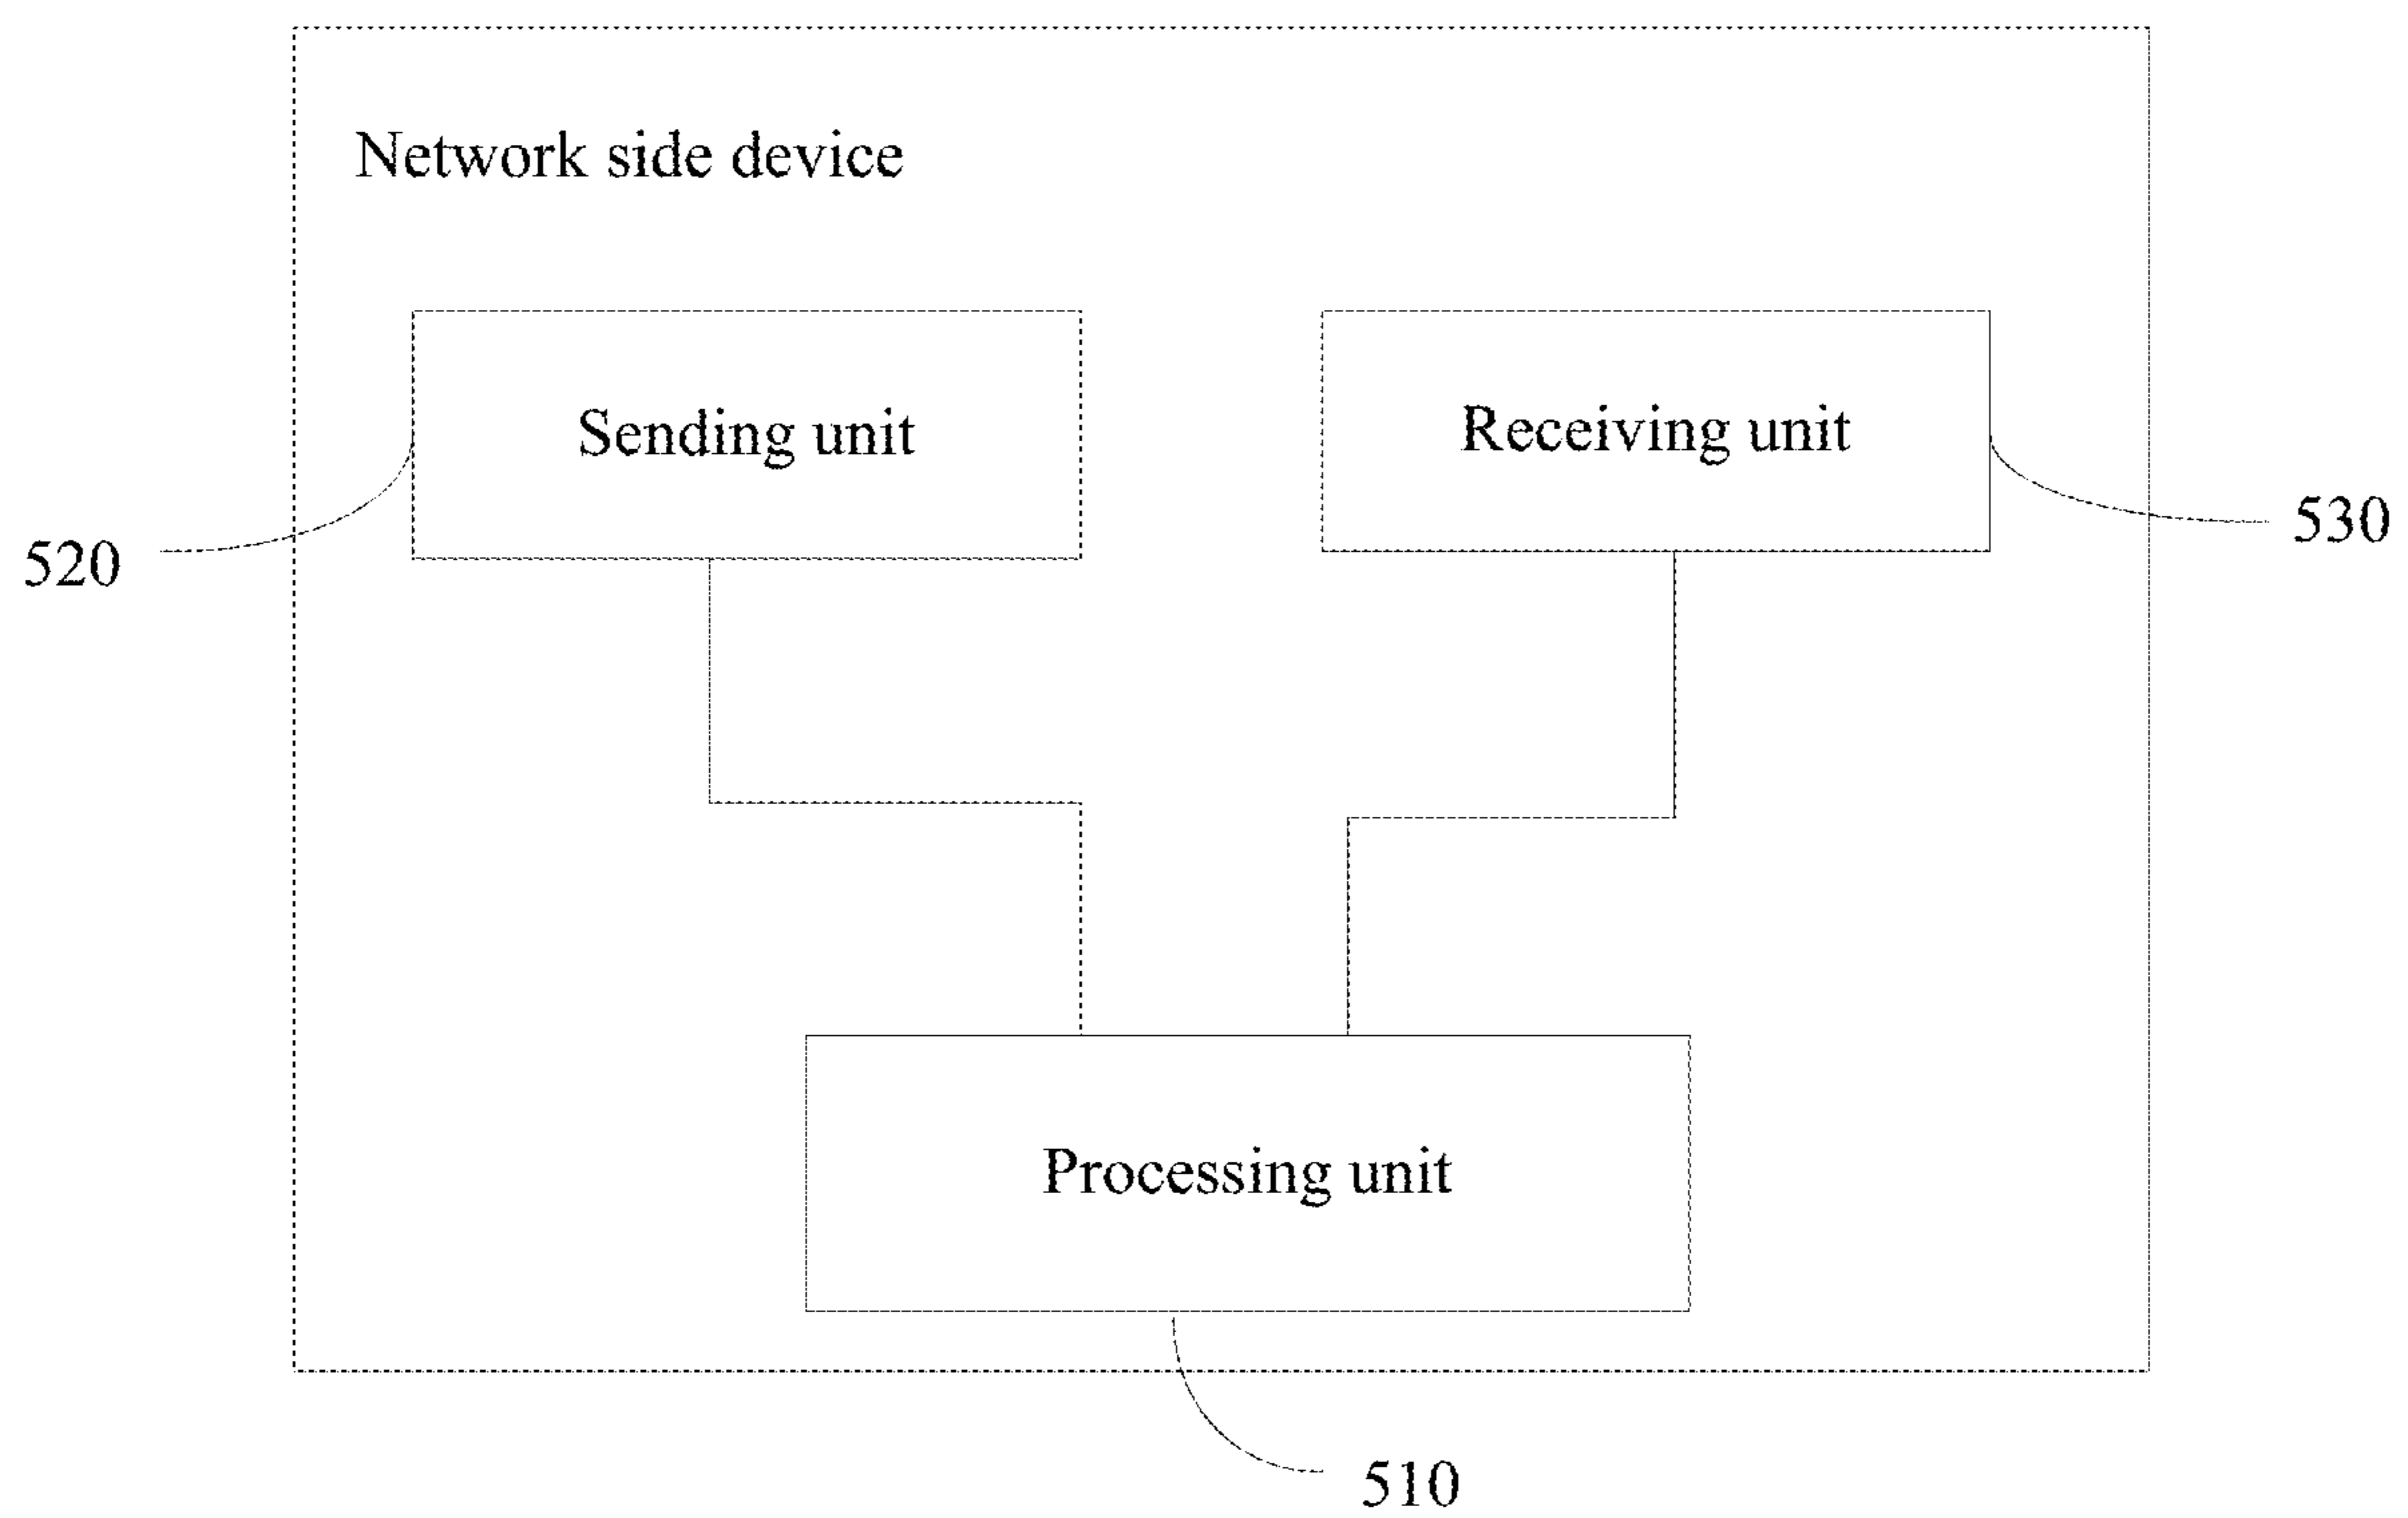 Network side device
Sending unit
Receiving unit
520
530
Processing unit
510